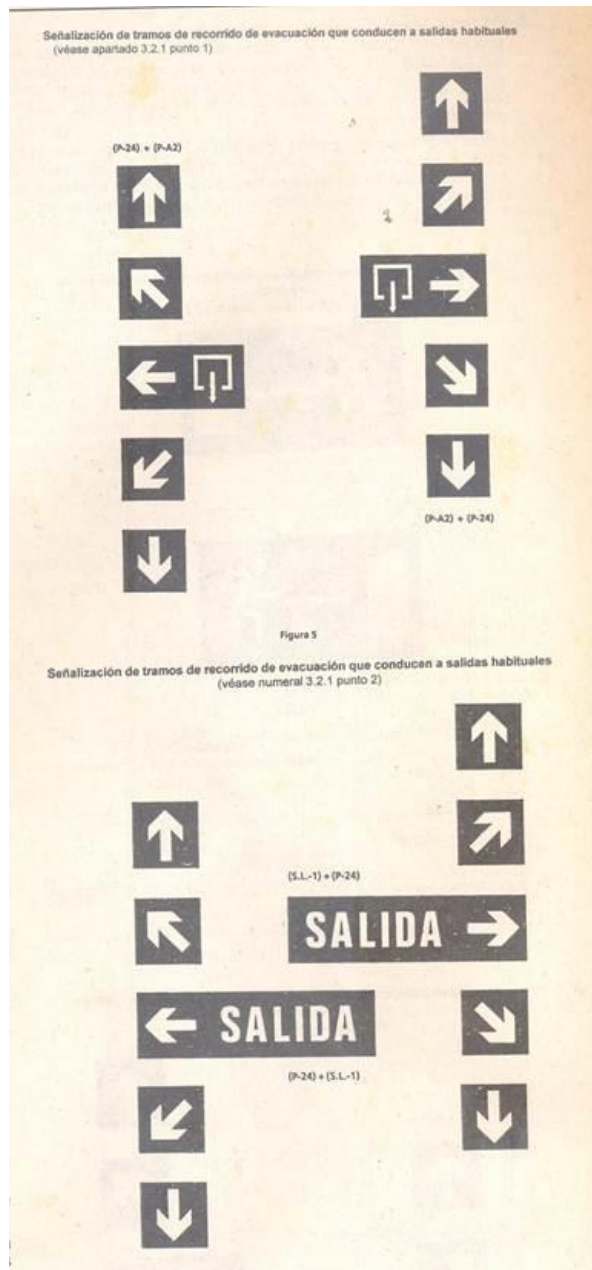 Señalización de tramos de recorrido de evacuación que conducen a salidas habituales
(véase apartado 3.2.1 punto 1)
(P-24) + (P-A2)
(P-A2) + (P-24)
Figura 5
Señalización de tramos de recorrido de evacuación que conducen a salidas habituales
(véase numeral 3.2.1 punto 2)
(S.L.-1) + (P-24)
SALIDA
SALIDA
(P-24) + (S.L.-1)